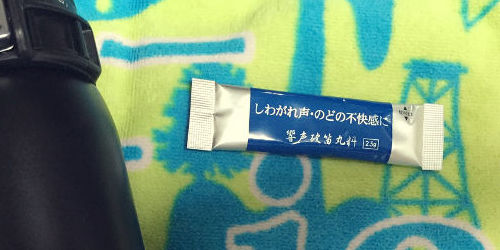 しわがれ声・のどの不快感に
響声破笛丸料 2.5g